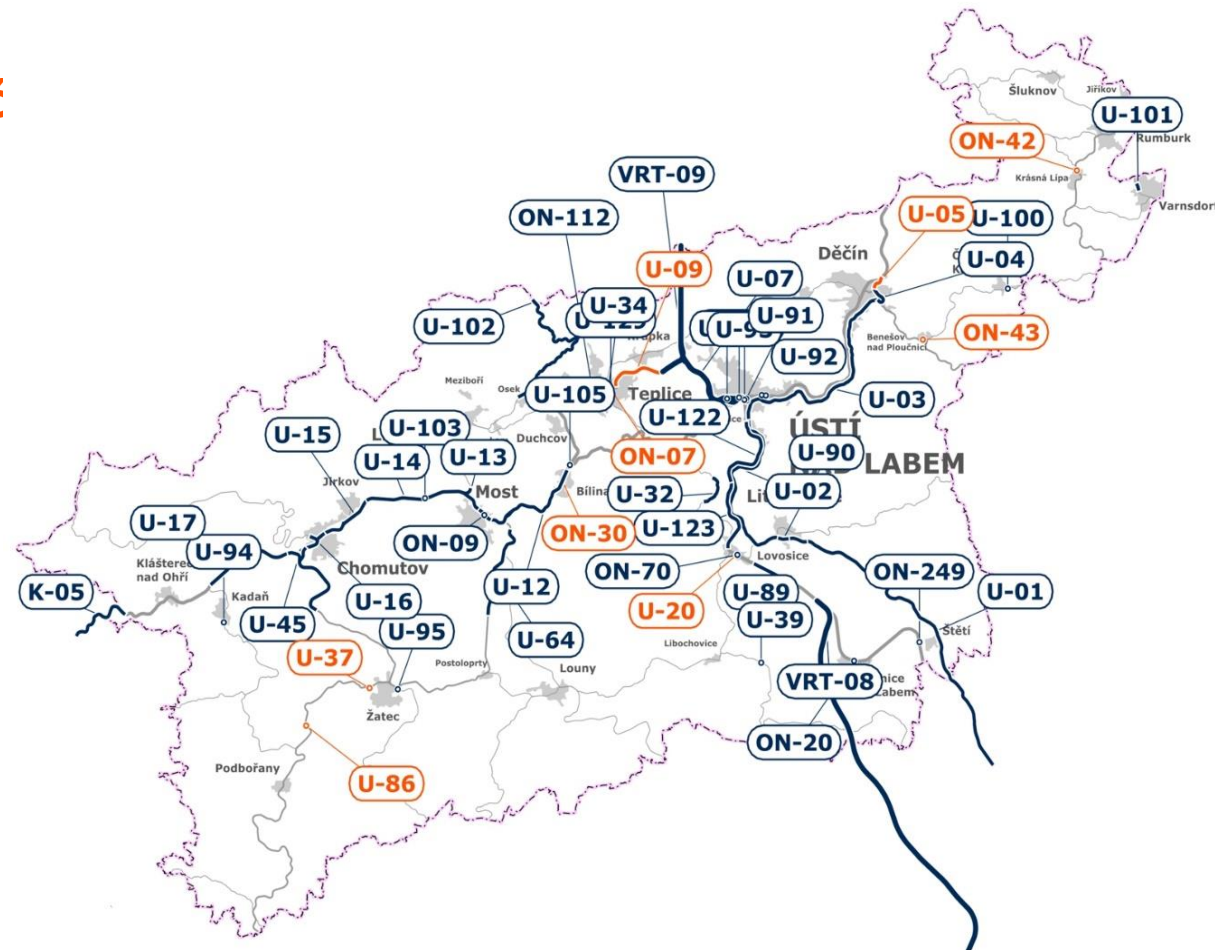 Šluknov
Jiříkov
U-101
Rumburk
ON-42
Krásná Lípa
Varnsdorf
VRT-09
ON-112
U-05
U-100
Děčín
U-04
U-09
U-07
U-34
U-91
U-102
ON-43
Benešov
nad Ploučnicí
U-92
Meziboří
Osek
U-105
Teplice
U-03
U-122
ÚSTÍ
U-103
U-15
Duchcov
U-90
LABEM
U-14
U-13
ON-07
Jirkov
Most
Bílina
U-32
U-02
U-17
ON-09
ON-30
U-123
U-94
Lovosice
Klášterec
nad Ohří
Chomutov
ON-70
ON-249
K-05
Kadaň
U-12
U-20
U-89
U-01
U-16
U-45
U-95
U-39
Štětí
U-64
Libochovice
U-37
Postoloprty
Louny
VRT-08
Žatec
ON-20
Podbořany
U-86